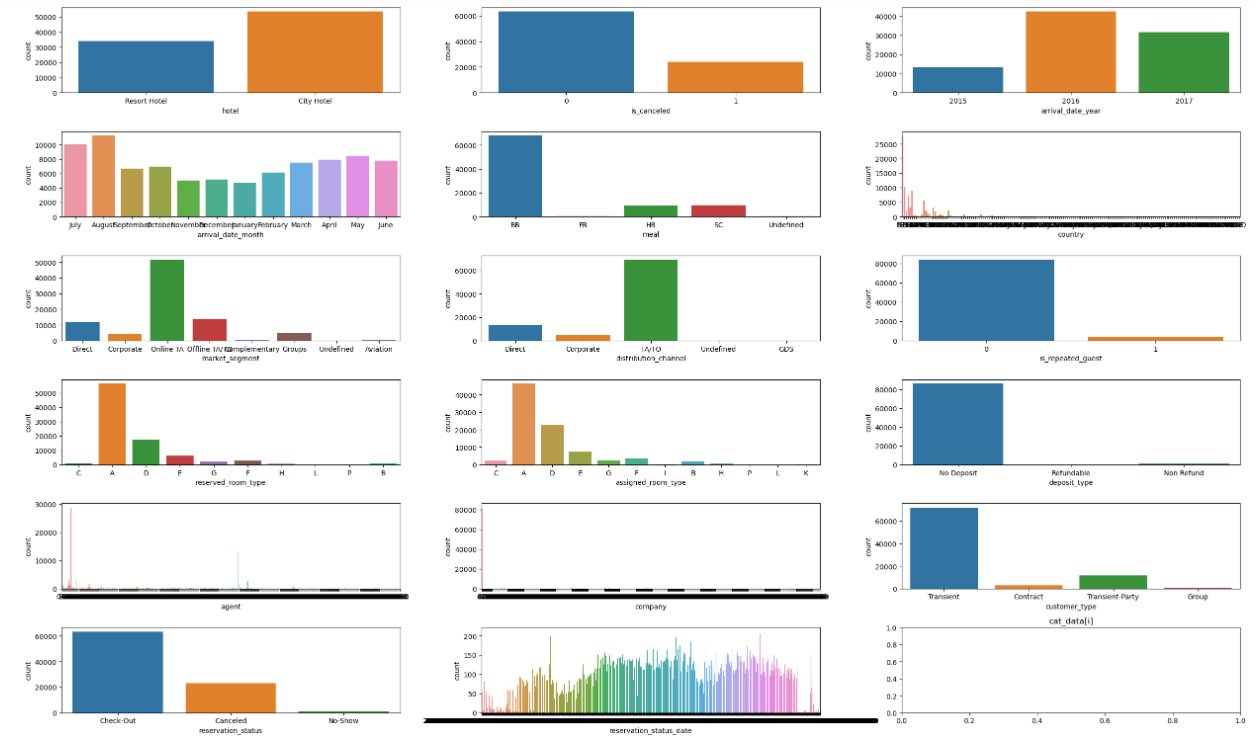 50000
40000
30000
20000
10000
0
count
Resort Hotel City Hotel
hotel
60000
40000
20000
0
count
0 1
is_canceled
40000
30000
20000
10000
0
count
2015 2016 2017
arrival_date_year
10000
8000
6000
4000
2000
0
count
July August September October November December January February March April May June
arrival_date_month
60000
40000
20000
0
count
BB FB HB SC Undefined
meal
25000
20000
15000
10000
5000
0
count
country
50000
40000
30000
20000
10000
0
count
Direct Corporate Online TA Offline TA/TO Complementary Groups Undefined Aviation
market_segment
60000
40000
20000
0
count
Direct Corporate TA/TO Undefined GDS
distribution_channel
80000
60000
40000
20000
0
count
0 1
is_repeated_guest
50000
40000
30000
20000
10000
0
count
C A D E G F H L P B
reserved_room_type
40000
30000
20000
10000
0
count
C A D E G F I B H P L K
assigned_room_type
80000
60000
40000
20000
0
count
No Deposit Refundable Non Refund
deposit_type
30000
20000
10000
0
count
agent
80000
60000
40000
20000
0
count
company
60000
40000
20000
0
count
Transient Contract Transient-Party Group
customer_type
60000
40000
20000
0
count
Check-Out Canceled No-Show
reservation_status
200
150
100
50
0
count
reservation_status_date
cat_data[i]
1.0
0.8
0.6
0.4
0.2
0.0
0.0 0.2 0.4 0.6 0.8 1.0